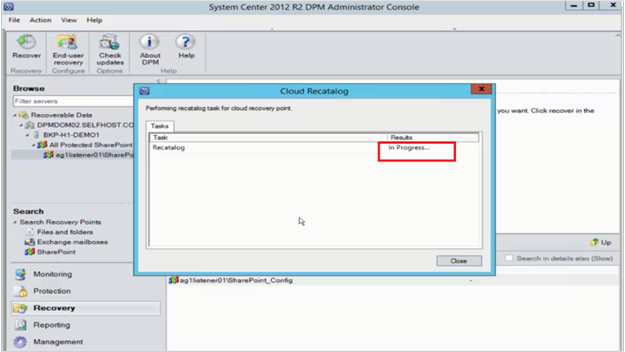 System Center 2012 R2 DPM Administrator Console
File Action View Help
Recover
End-user recovery
Check updates
About DPM
Help
Recovery Configure Options Help
Browse
Filter servers
Recoverable Data
DPMDOM02.SELFHOST.CO
BKP-H1-DEMO1
All Protected SharePoint
ag1listener01\SharePo
Cloud Recatalog
Performing recatalog task for cloud recovery point.
Tasks
Task Results
Recatalog In Progress...
Close
you want. Click recover in the
Search
Search Recovery Points
Files and folders
Exchange mailboxes
SharePoint
Up
Search in details also (Slow)
ag1listener01\SharePoint_Config -
Monitoring
Protection
Recovery
Reporting
Management